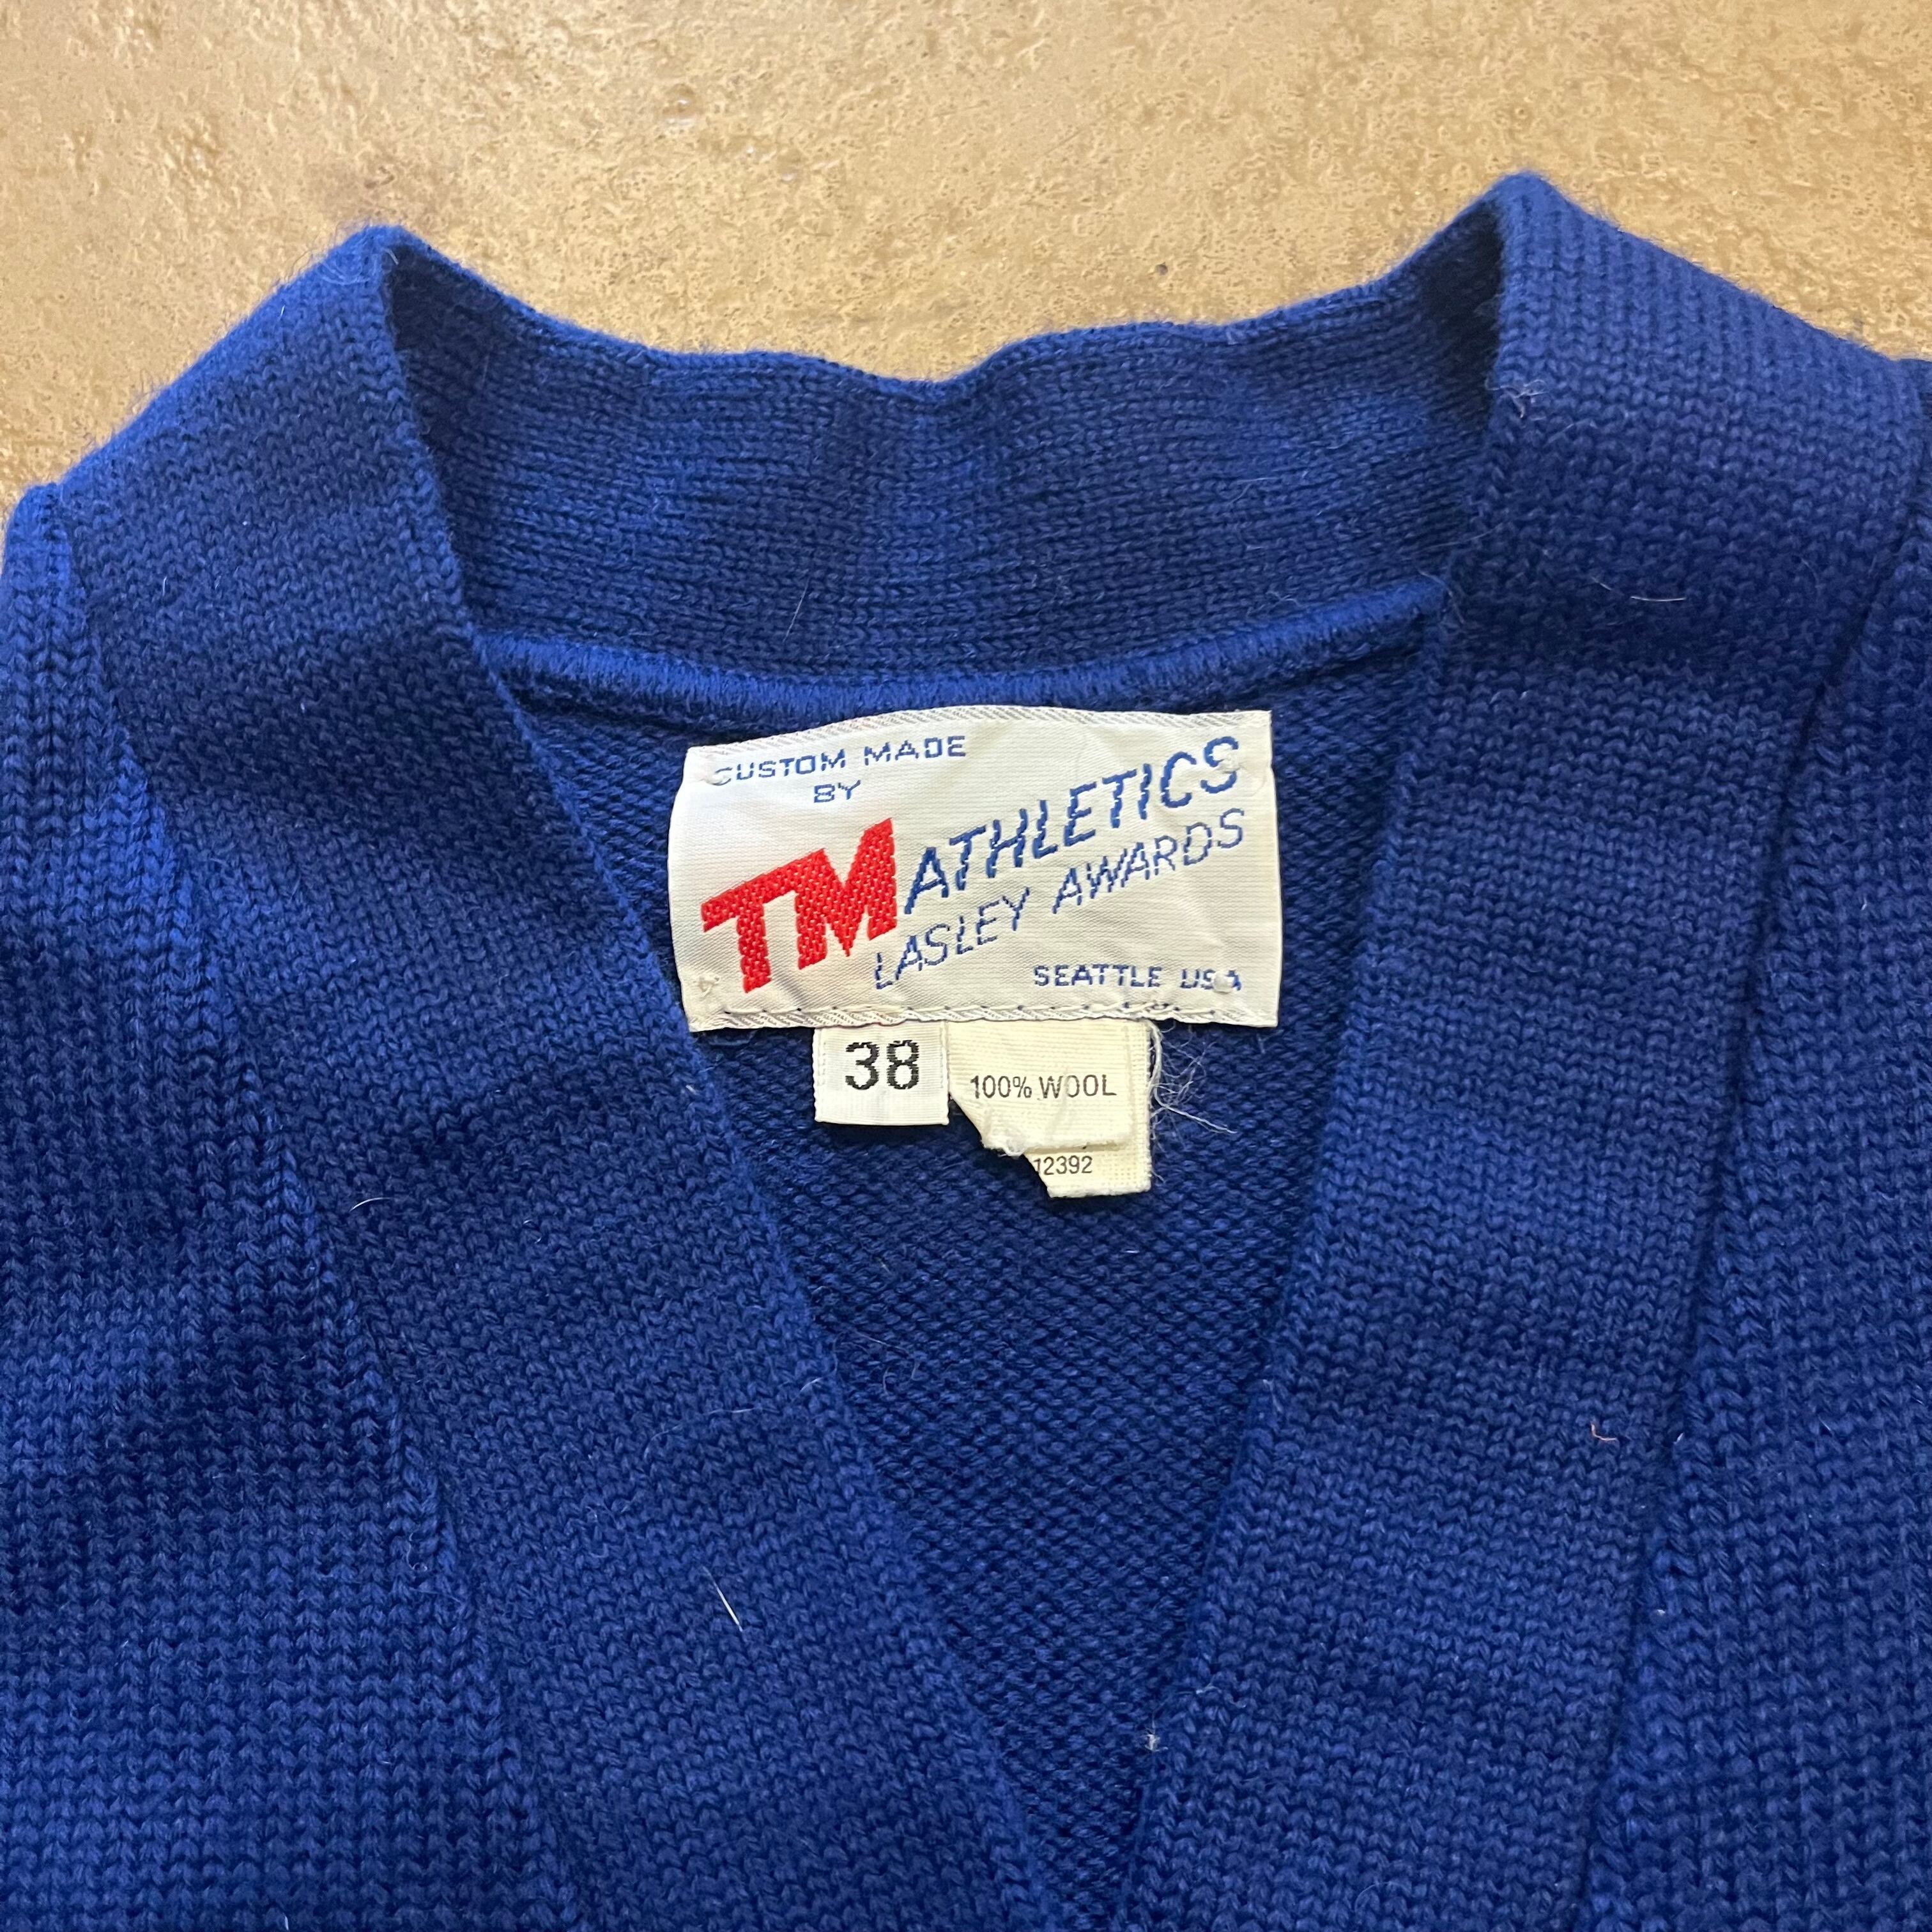 CUSTOM MADE
BY
TM ATHLETICS
LASLEY AWARDS
SEATTLE USA
38
100% WOOL
12392